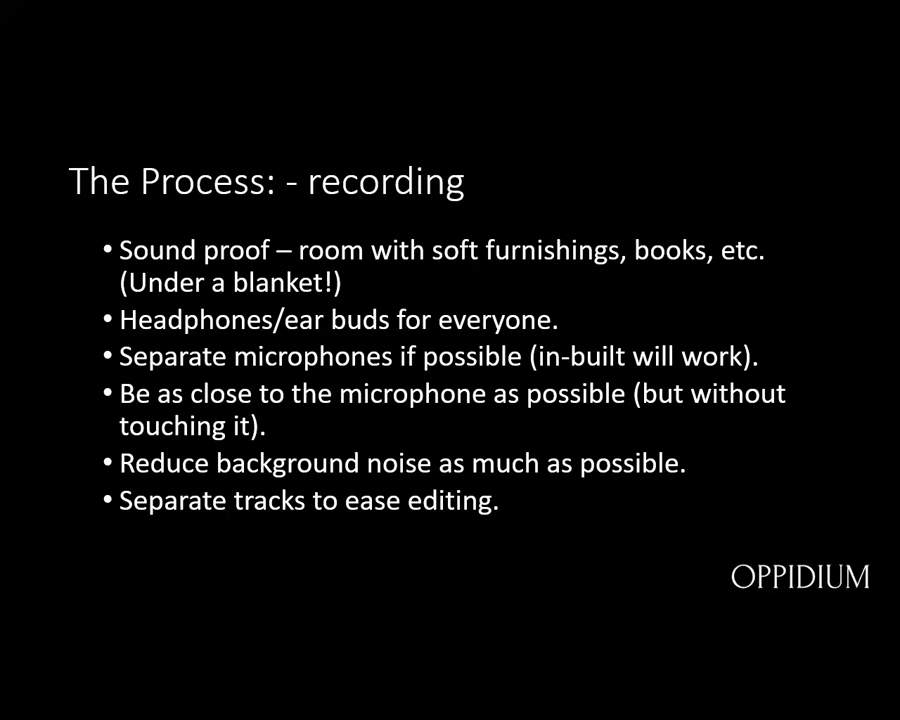 The Process: - recording
• Sound proof – room with soft furnishings, books, etc.
(Under a blanket!)
• Headphones/ear buds for everyone.
• Separate microphones if possible (in-built will work).
• Be as close to the microphone as possible (but without
touching it).
• Reduce background noise as much as possible.
• Separate tracks to ease editing.
OPPIDIUM